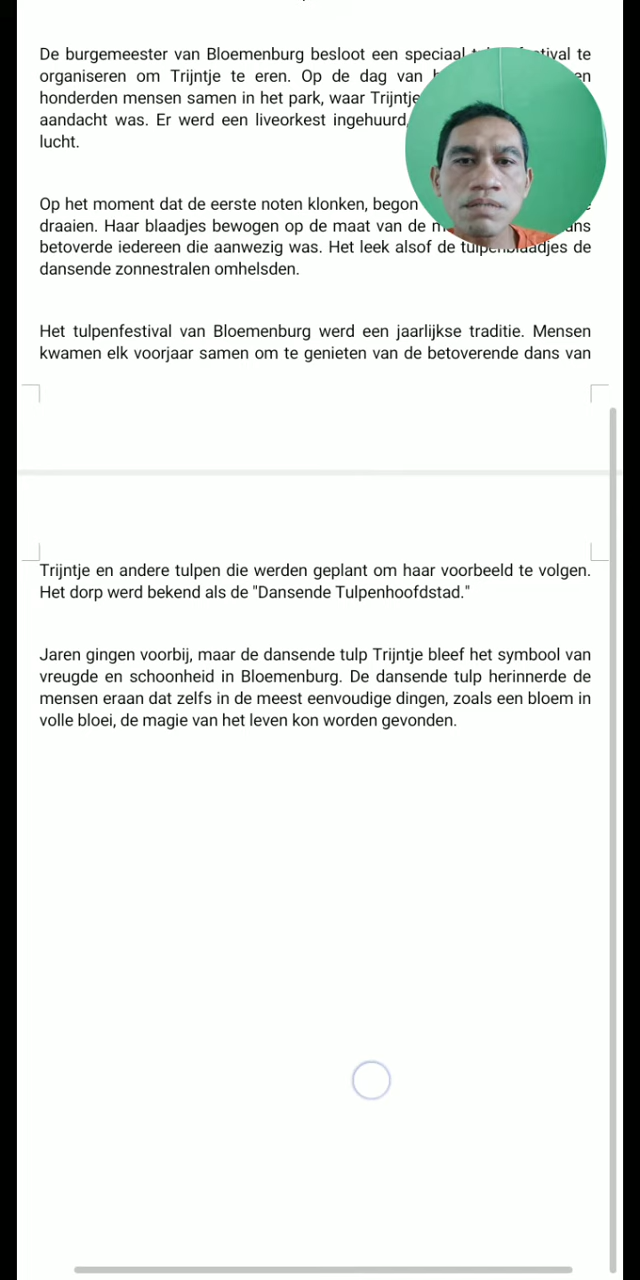 De burgemeester van Bloemenburg besloot een speciaal te
organiseren om Trijntje te eren. Op de dag van
honderden mensen samen in het park, waar Trijntje
aandacht was. Er werd een liveorkest ingehuurd,
lucht.
Op het moment dat de eerste noten klonken, begon
draaien. Haar blaadjes bewogen op de maat van de
betoverde iedereen die aanwezig was. Het leek alsof de tulpenblaadjes de
dansende zonnestralen omhelsden.
Het tulpenfestival van Bloemenburg werd een jaarlijkse traditie. Mensen
kwamen elk voorjaar samen om te genieten van de betoverende dans van
Trijntje en andere tulpen die werden geplant om haar voorbeeld te volgen.
Het dorp werd bekend als de "Dansende Tulpenhoofdstad."
Jaren gingen voorbij, maar de dansende tulp Trijntje bleef het symbool van
vreugde en schoonheid in Bloemenburg. De dansende tulp herinnerde de
mensen eraan dat zelfs in de meest eenvoudige dingen, zoals een bloem in
volle bloei, de magie van het leven kon worden gevonden.